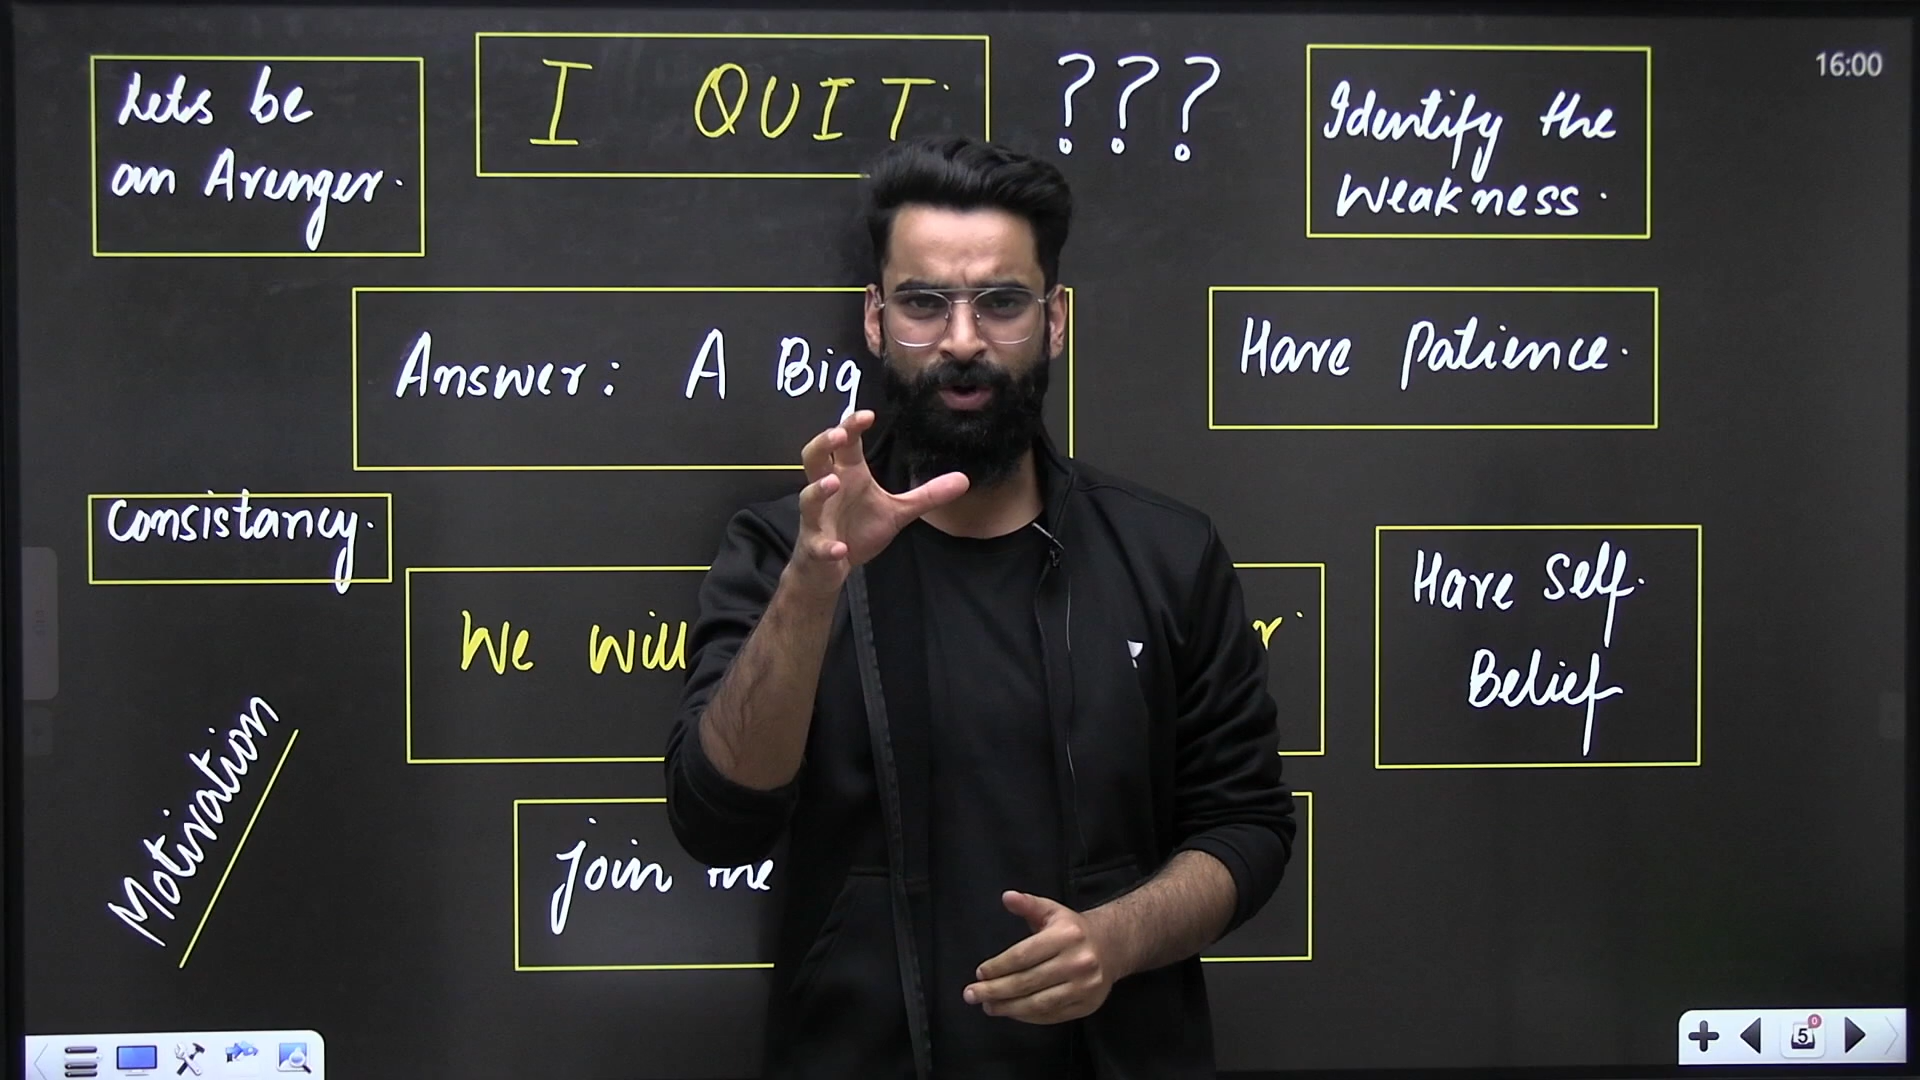 Lets be
an Avenger.
I QUIT.
???
Identify the
Weakness.
16:00
Answer: A Big
Have Patience.
Consistancy.
We will
Have Self.
Belief
Motivation
Join me
5
0